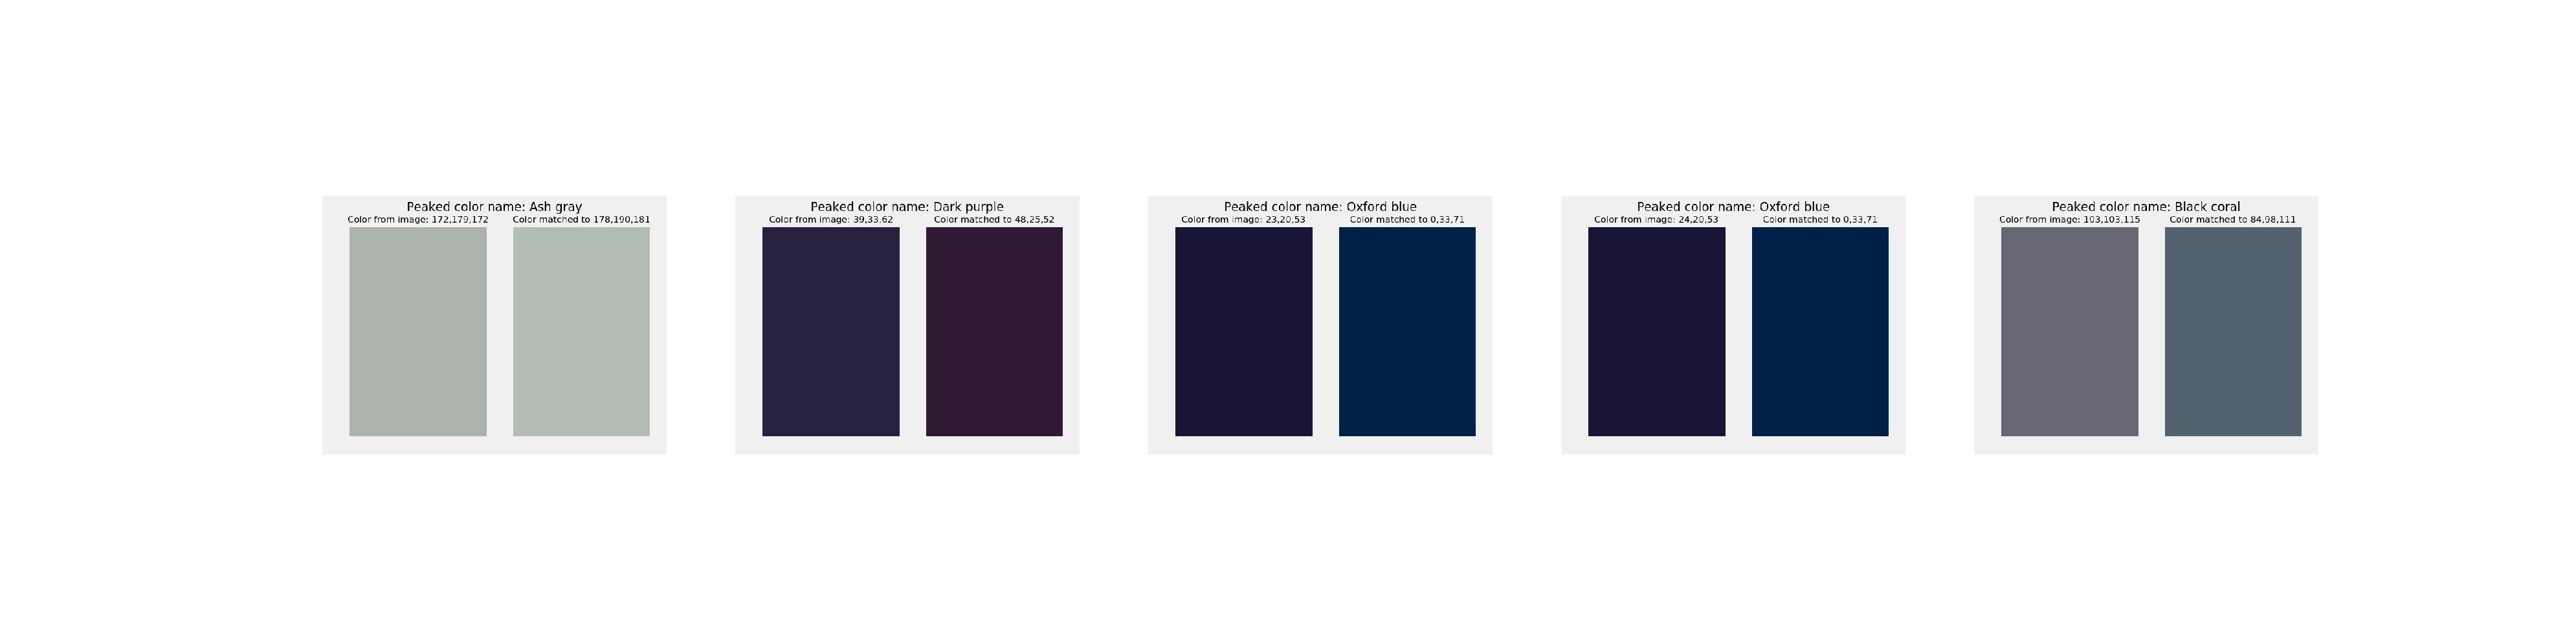 Peaked color name: Ash gray
Color from image: 172,179,172
Color matched to 178,190,181
Peaked color name: Dark purple
Color from image: 39,33,62
Color matched to 48,25,52
Peaked color name: Oxford blue
Color from image: 23,20,53
Color matched to 0,33,71
Peaked color name: Oxford blue
Color from image: 24,20,53
Color matched to 0,33,71
Peaked color name: Black coral
Color from image: 103,103,115
Color matched to 84,98,111